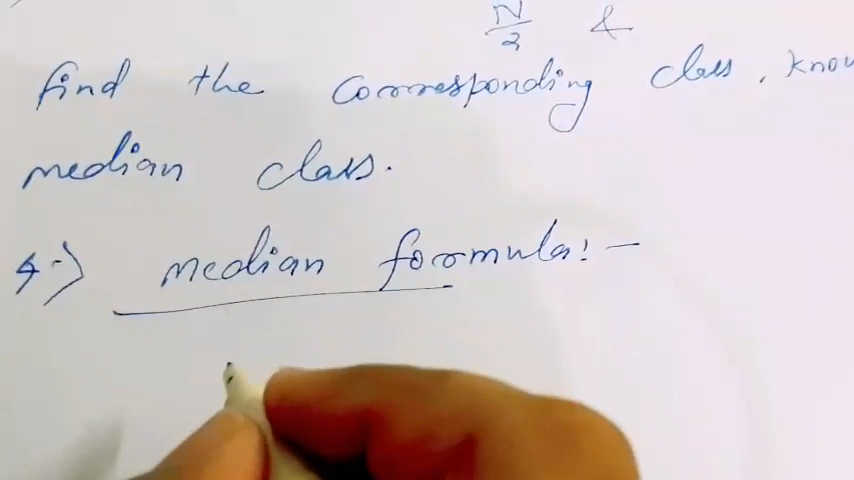 N/2 &
find the corresponding class, know
median class.
4:) median formula! -